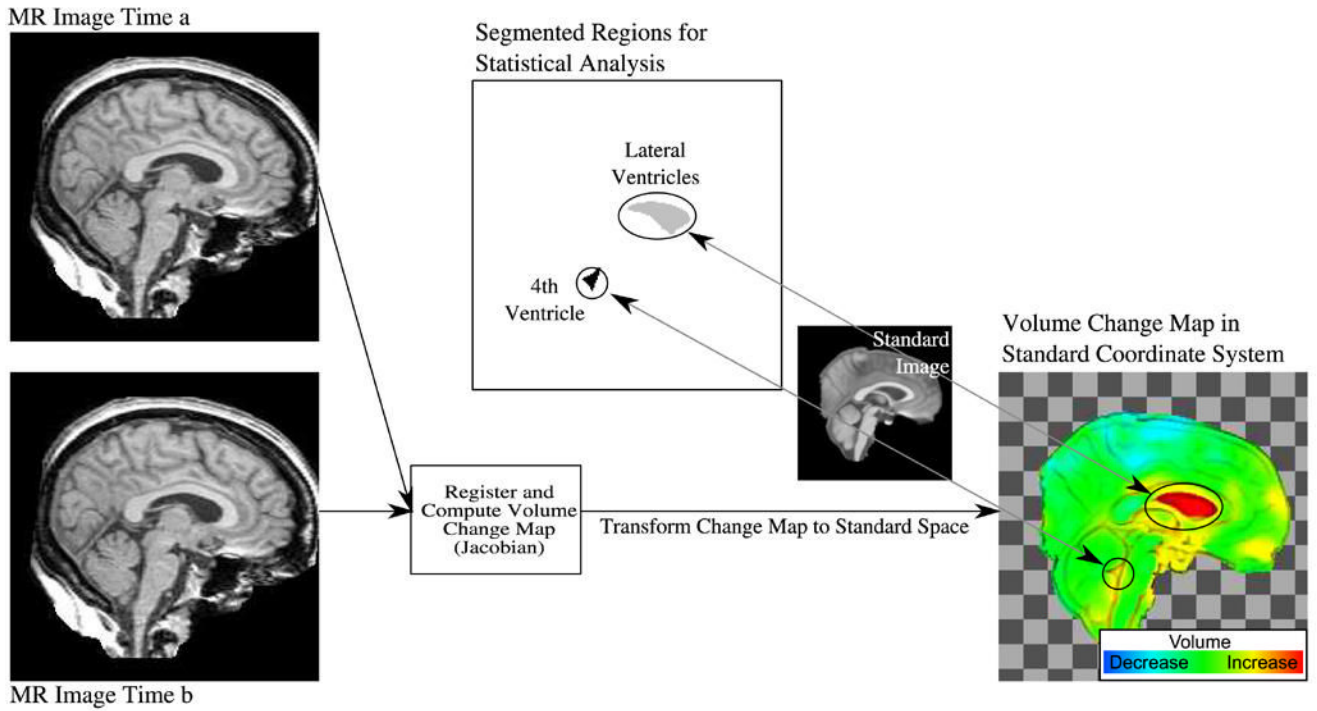 MR Image Time a
Segmented Regions for
Statistical Analysis
Lateral
Ventricles
4th
Ventricle
Standard
Image
Volume Change Map in
Standard Coordinate System
Register and
Compute Volume
Change Map
(Jacobian)
Transform Change Map to Standard Space
Volume
Decrease Increase
MR Image Time b